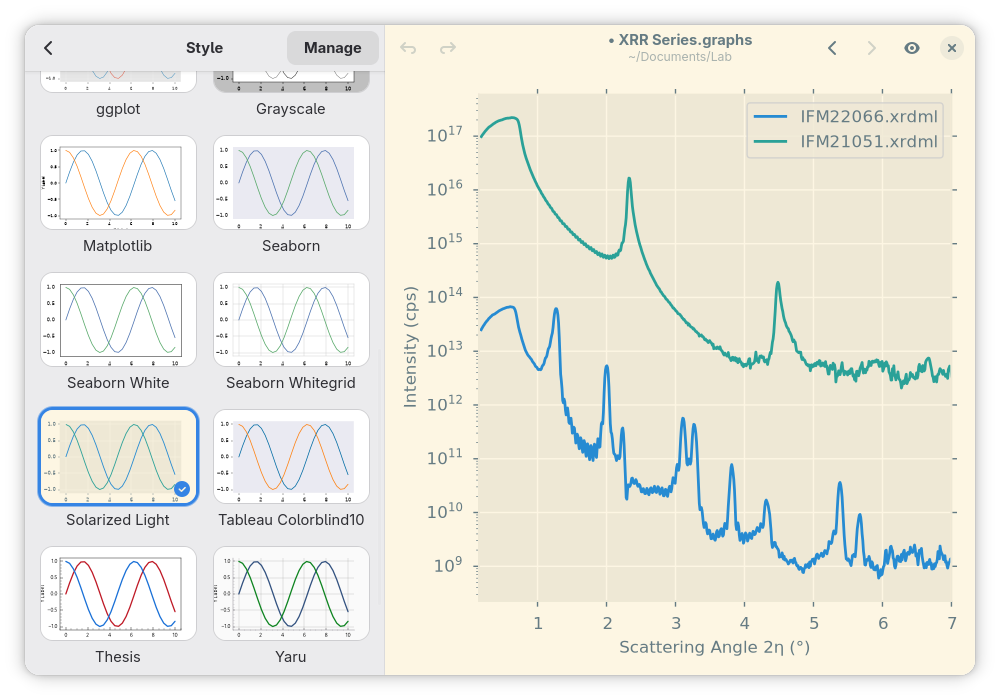 Style
Manage
• XRR Series.graphs
~/Documents/Lab
ggplot
Grayscale
Matplotlib
Seaborn
Seaborn White
Seaborn Whitegrid
Solarized Light
Tableau Colorblind10
Thesis
Yaru
IFM22066.xrdml
IFM21051.xrdml
Intensity (cps)
10¹⁷
10¹⁶
10¹⁵
10¹⁴
10¹³
10¹²
10¹¹
10¹⁰
10⁹
1 2 3 4 5 6 7
Scattering Angle 2η (°)